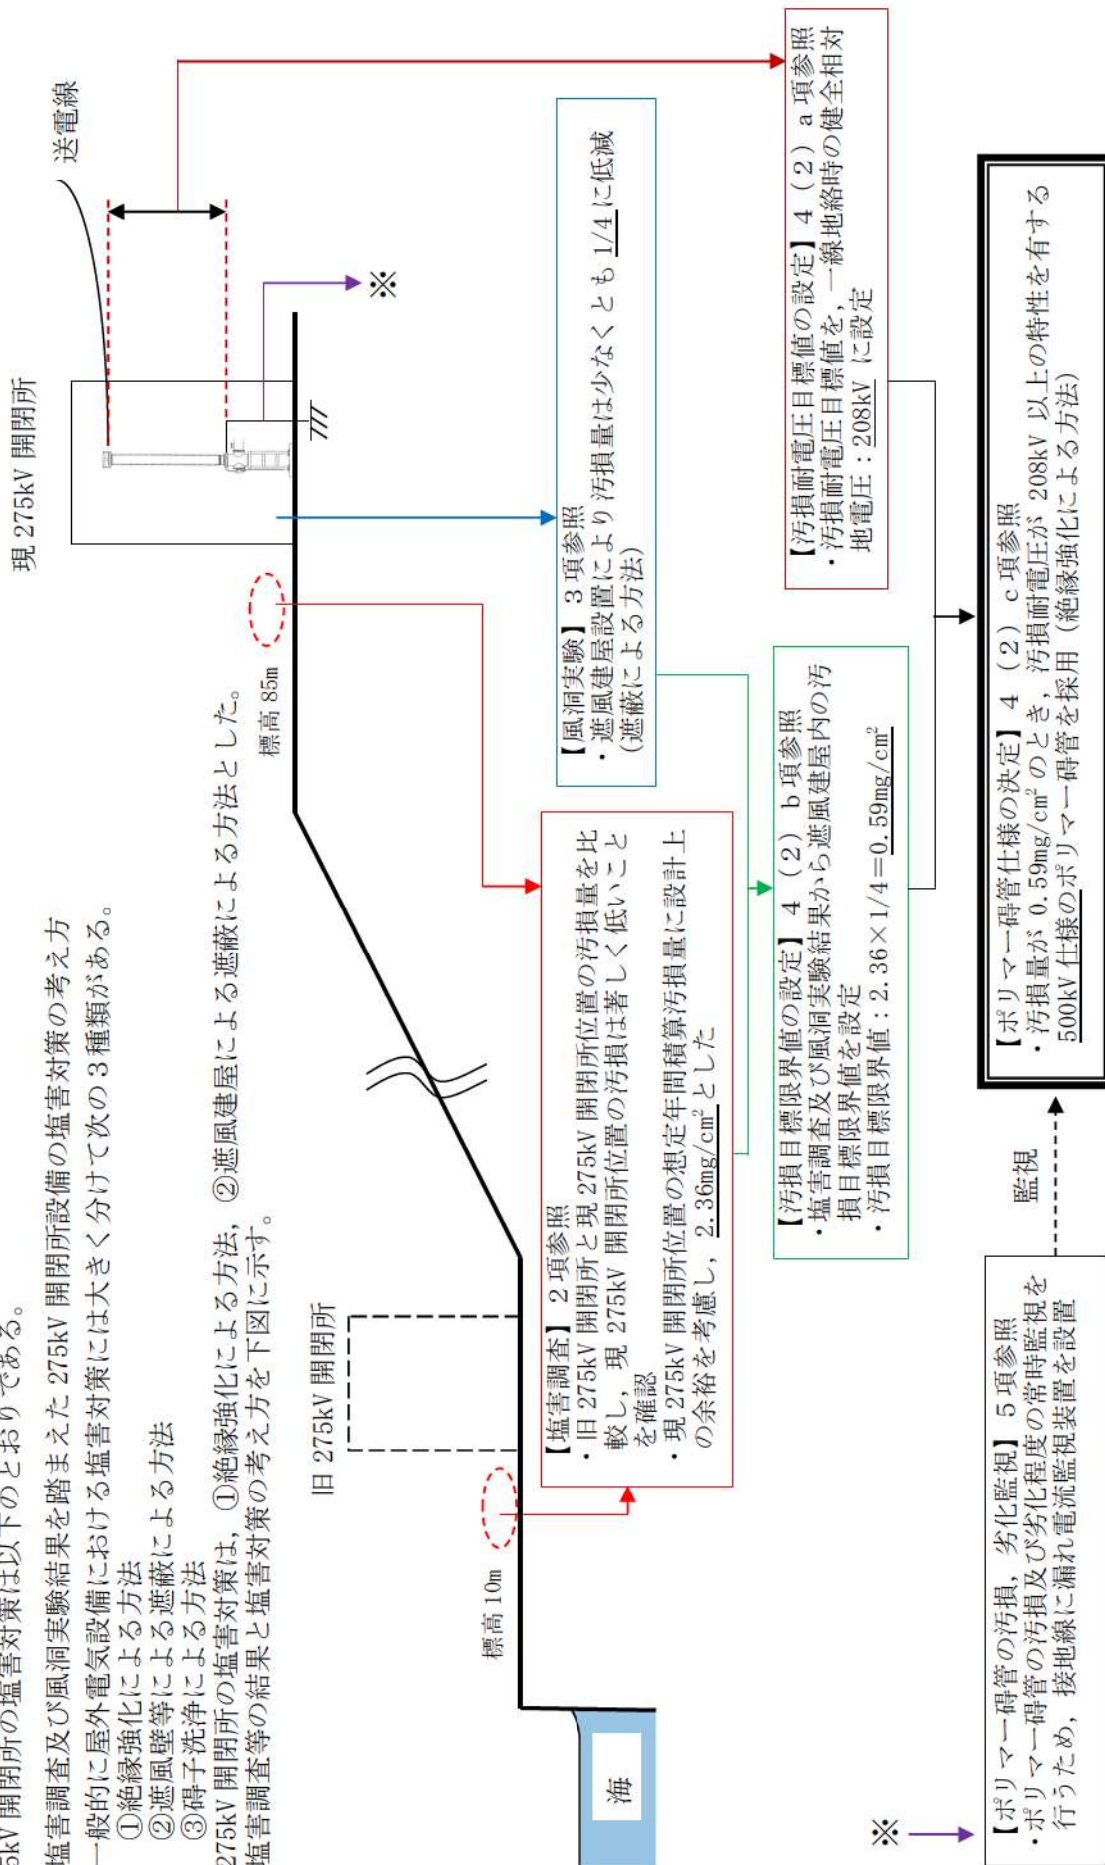 5kV 開閉所の塩害対策は以下のとおりである。
塩害調査及び風洞実験結果を踏まえた 275kV 開閉所設備の塩害対策の考え方
一般的に屋外電気設備における塩害対策には大きく分けて次の３種類がある。
①絶縁強化による方法
②遮風壁等による遮蔽による方法
③碍子洗浄による方法
275kV 開閉所の塩害対策は，①絶縁強化による方法，②遮風建屋による遮蔽による方法とした。
塩害調査等の結果と塩害対策の考え方を下図に示す。
現 275kV 開閉所
送電線
旧 275kV 開閉所
標高 85m
標高 10m
海
※
【塩害調査】２項参照
・旧 275kV 開閉所と現 275kV 開閉所位置の汚損量を比
較し，現 275kV 開閉所位置の汚損は著しく低いこと
を確認
・現 275kV 開閉所位置の想定年間積算汚損量に設計上
の余裕を考慮し，2.36mg/cm²とした
【風洞実験】３項参照
・遮風建屋設置により汚損量は少なくとも 1/4 に低減
（遮蔽による方法）
【汚損耐電圧目標値の設定】４（２）ａ項参照
・汚損耐電圧目標値を，一線地絡時の健全相対
地電圧：208kV に設定
【汚損目標限界値の設定】４（２）ｂ項参照
・塩害調査及び風洞実験結果から遮風建屋内の汚
損目標限界値を設定
・汚損目標限界値：2.36×1/4＝0.59mg/cm²
【ポリマー碍管仕様の決定】４（２）ｃ項参照
・汚損量が 0.59mg/cm²のとき，汚損耐電圧が 208kV 以上の特性を有する
500kV 仕様のポリマー碍管を採用（絶縁強化による方法）
監視
※
【ポリマー碍管の汚損，劣化監視】５項参照
・ポリマー碍管の汚損及び劣化程度の常時監視を
行うため，接地線に漏れ電流監視装置を設置